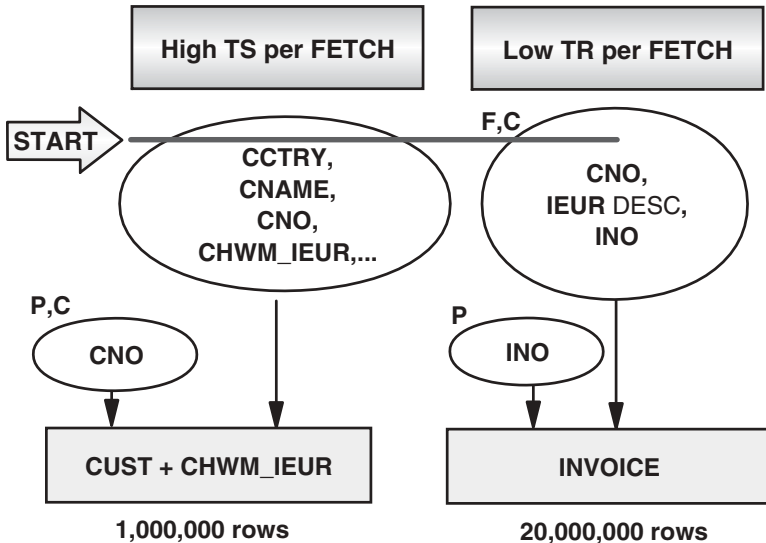 High TS per FETCH
Low TR per FETCH
START
F,C
CCTRY,
CNAME,
CNO,
CHWM_IEUR,...
CNO,
IEUR DESC,
INO
P,C
CNO
P
INO
CUST + CHWM_IEUR
INVOICE
1,000,000 rows
20,000,000 rows